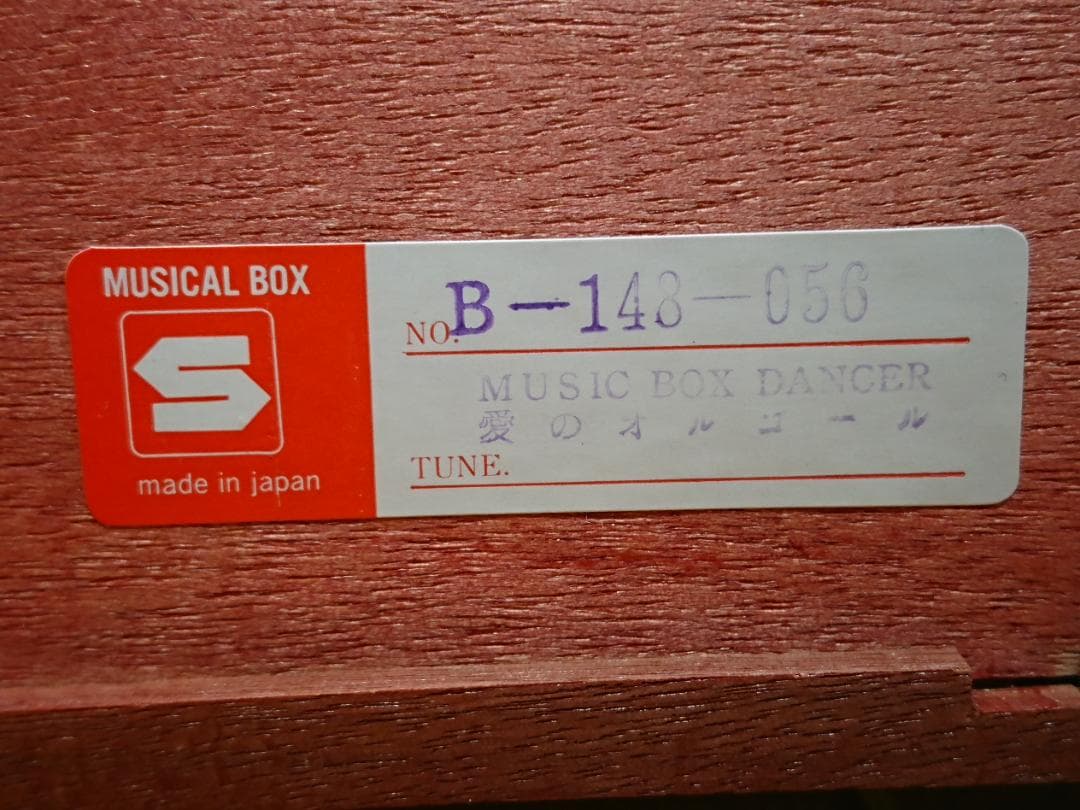 MUSICAL BOX
S
made in japan
NO. B-148-056
MUSIC BOX DANCER
愛のオルゴール
TUNE.